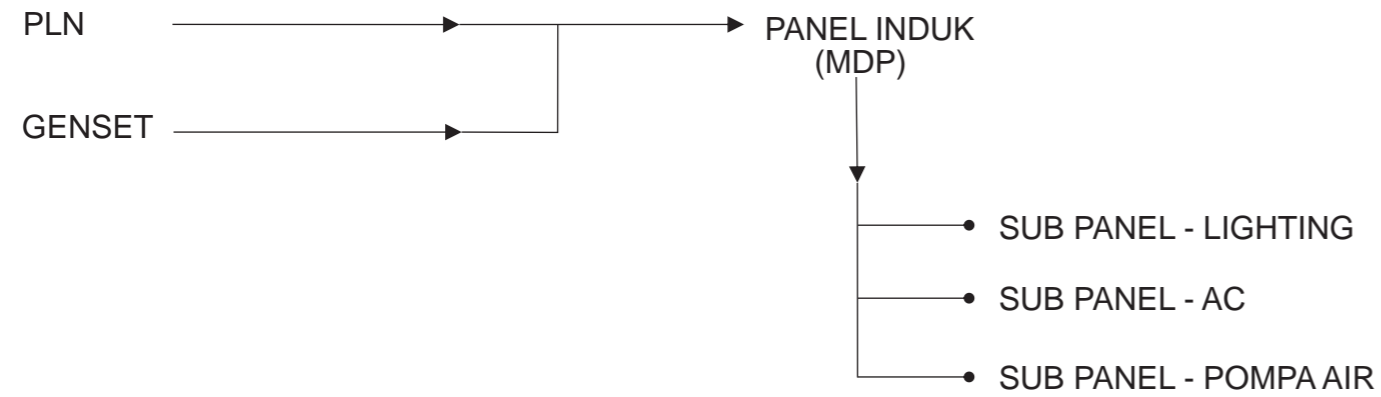 PLN
PANEL INDUK
(MDP)
GENSET
SUB PANEL - LIGHTING
SUB PANEL - AC
SUB PANEL - POMPA AIR